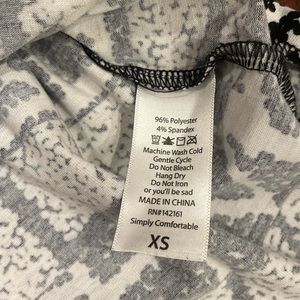 96% Polyester
4% Spandex
Machine Wash Cold
Gentle Cycle
Do Not Bleach
Hang Dry
Do Not Iron
or you'll be sad
MADE IN CHINA
RN#142161
Simply Comfortable
XS